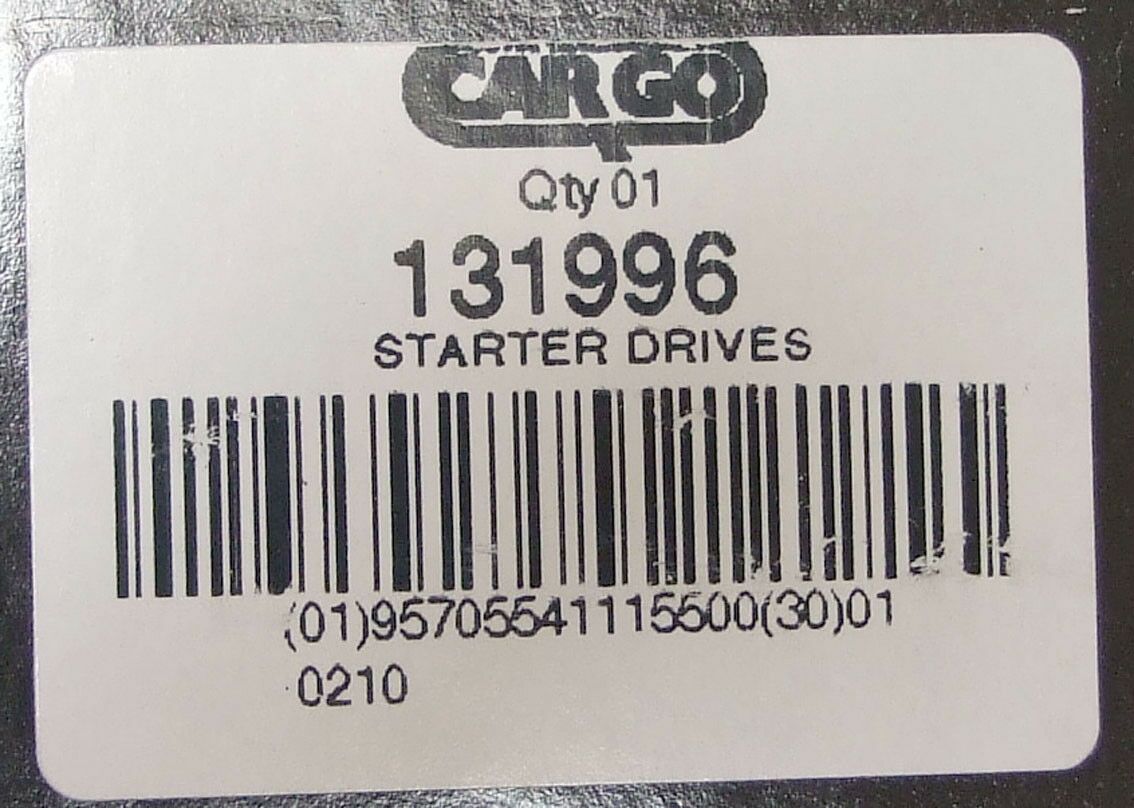 CARGO
Qty 01
131996
STARTER DRIVES
(01)95705541115500(30)01
0210